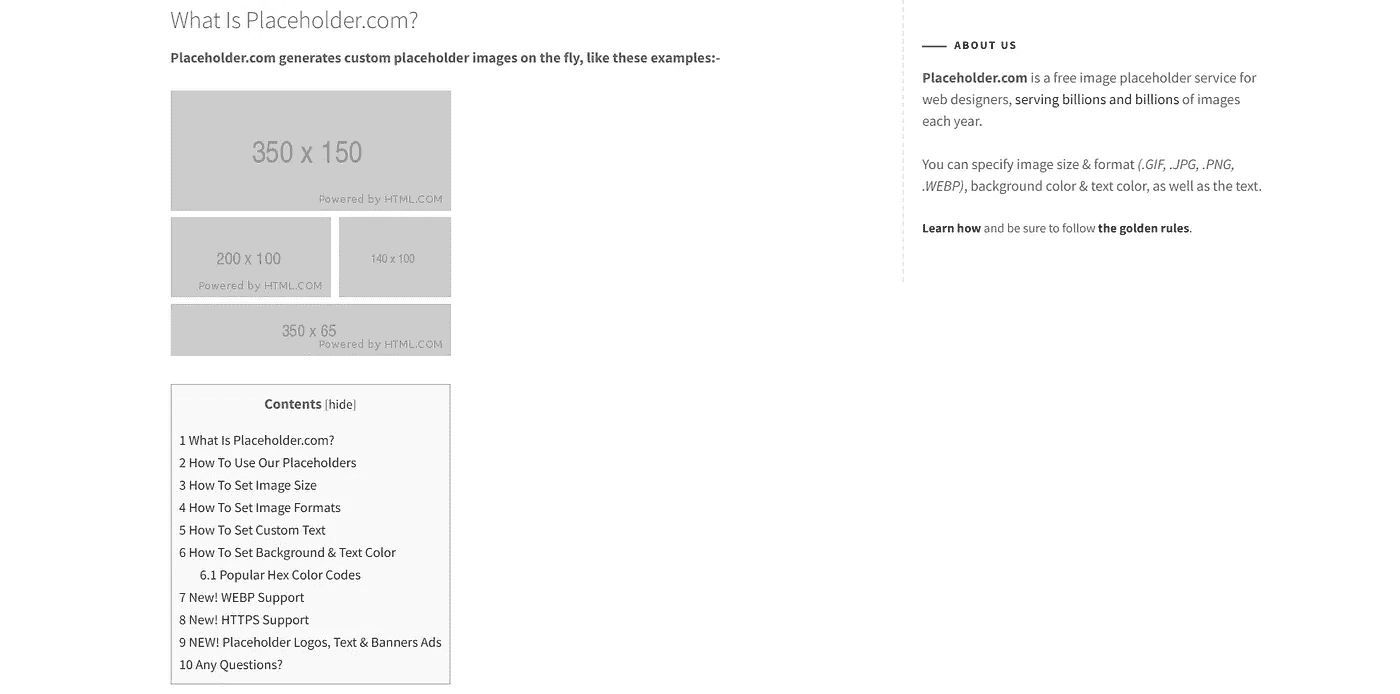 What Is Placeholder.com?
Placeholder.com generates custom placeholder images on the fly, like these examples:-
350 x 150
Powered by HTML.COM
200 x 100
Powered by HTML.COM
140 x 100
350 x 65
Powered by HTML.COM
Contents [hide]
1 What Is Placeholder.com?
2 How To Use Our Placeholders
3 How To Set Image Size
4 How To Set Image Formats
5 How To Set Custom Text
6 How To Set Background & Text Color
6.1 Popular Hex Color Codes
7 New! WEBP Support
8 New! HTTPS Support
9 NEW! Placeholder Logos, Text & Banners Ads
10 Any Questions?
ABOUT US
Placeholder.com is a free image placeholder service for
web designers, serving billions and billions of images
each year.
You can specify image size & format (.GIF, .JPG, .PNG,
.WEBP), background color & text color, as well as the text.
Learn how and be sure to follow the golden rules.